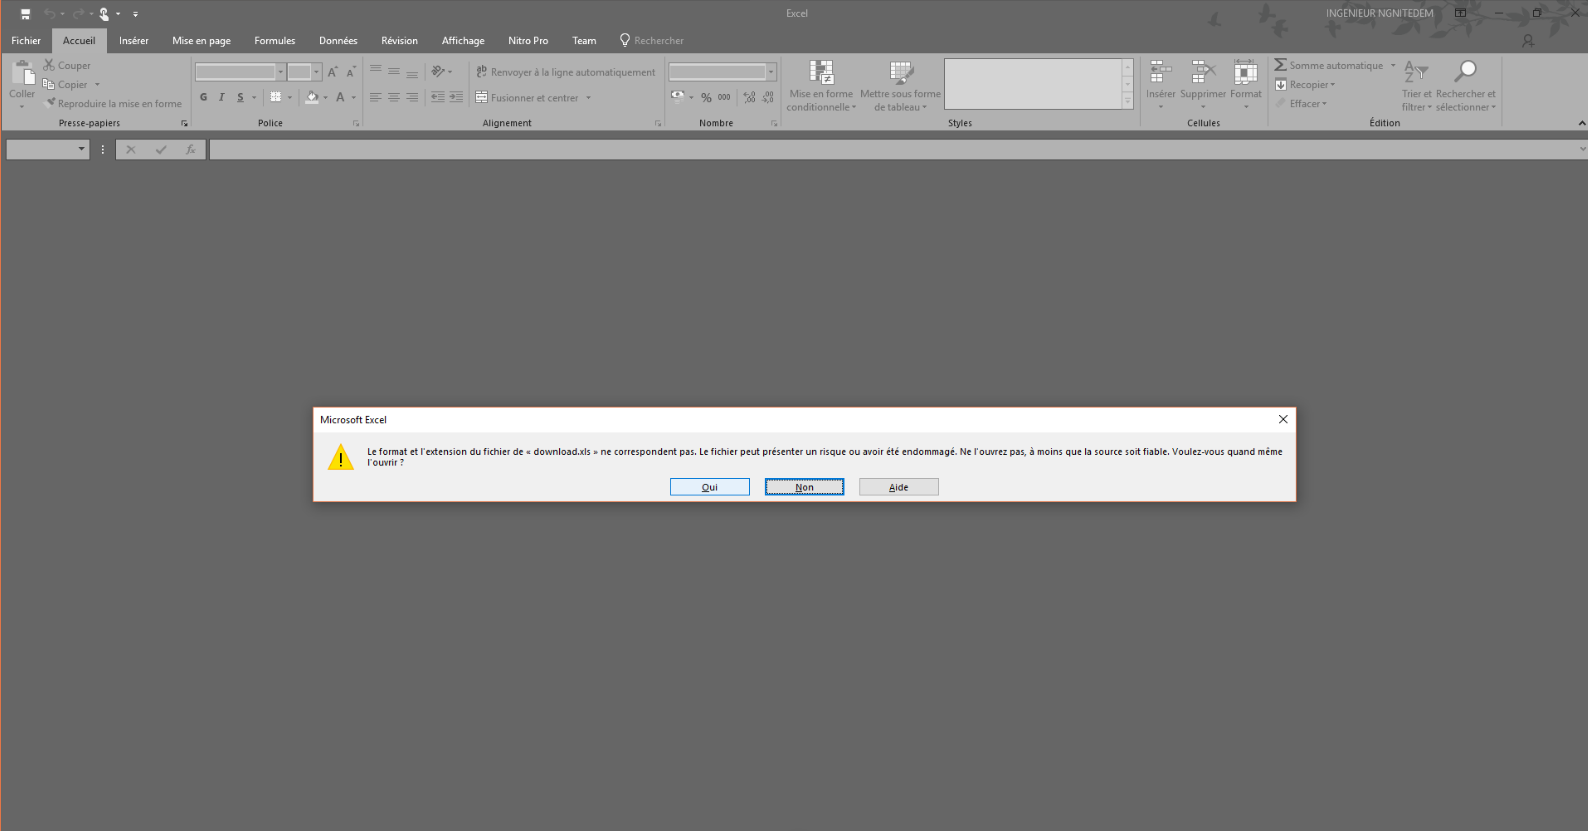 Excel
INGENIEUR NGNITEDEM
Fichier Accueil Insérer Mise en page Formules Données Révision Affichage Nitro Pro Team Rechercher
Coller
Couper
Copier
Reproduire la mise en forme
Presse-papiers
G I S A
Police
Renvoyer à la ligne automatiquement
Fusionner et centrer
Alignement
% 000
Nombre
Mise en forme
conditionnelle
Mettre sous forme
de tableau
Styles
Insérer Supprimer Format
Cellules
Somme automatique
Recopier
Effacer
Trier et
filtrer
Rechercher et
sélectionner
Édition
fx
Microsoft Excel
Le format et l'extension du fichier de « download.xls » ne correspondent pas. Le fichier peut présenter un risque ou avoir été endommagé. Ne l'ouvrez pas, à moins que la source soit fiable. Voulez-vous quand même
l'ouvrir ?
Oui Non Aide